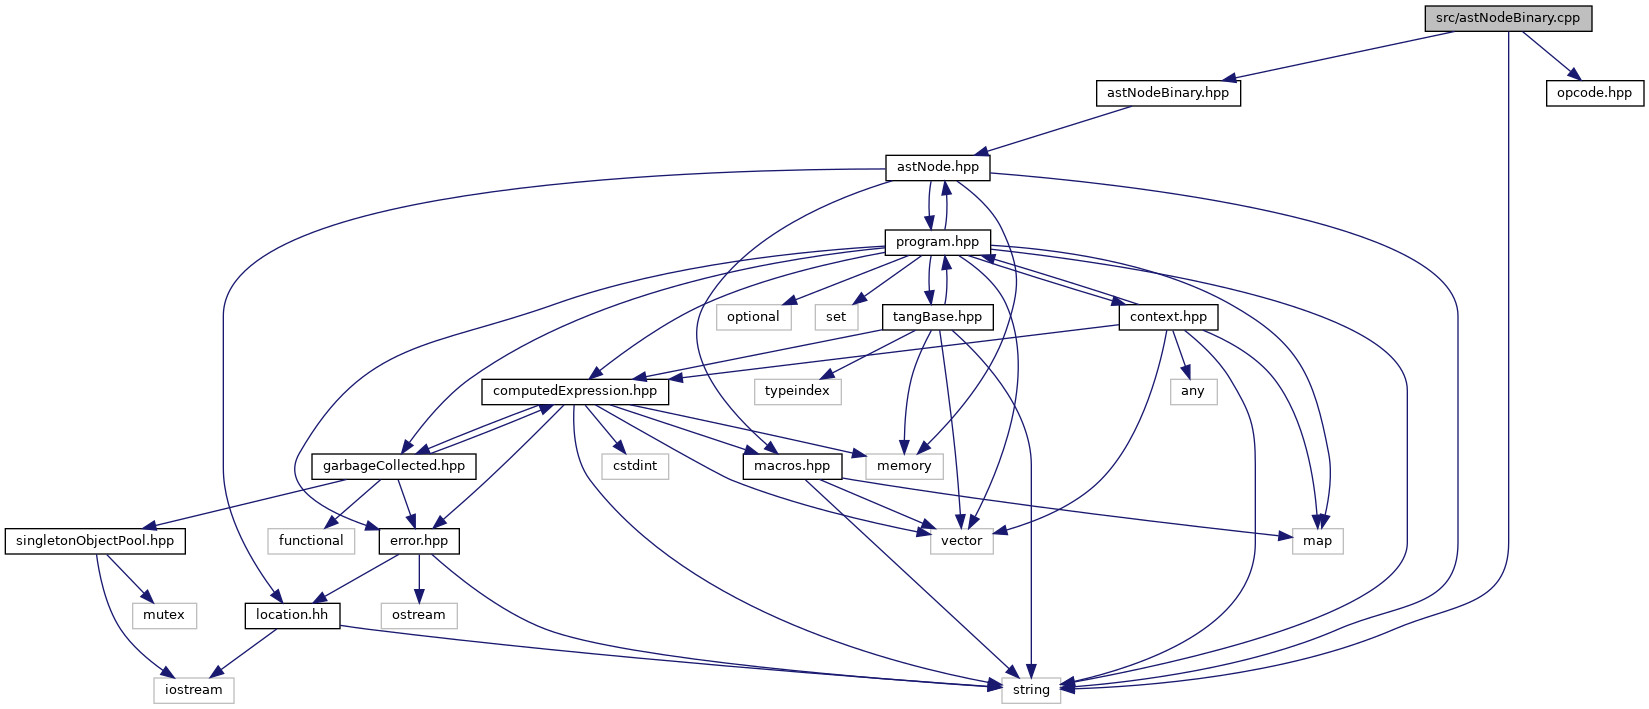 src/astNodeBinary.cpp
astNodeBinary.hpp
opcode.hpp
astNode.hpp
program.hpp
optional
set
tangBase.hpp
context.hpp
computedExpression.hpp
typeindex
any
garbageCollected.hpp
cstdint
macros.hpp
memory
singletonObjectPool.hpp
functional
error.hpp
vector
map
mutex
location.hh
ostream
iostream
string